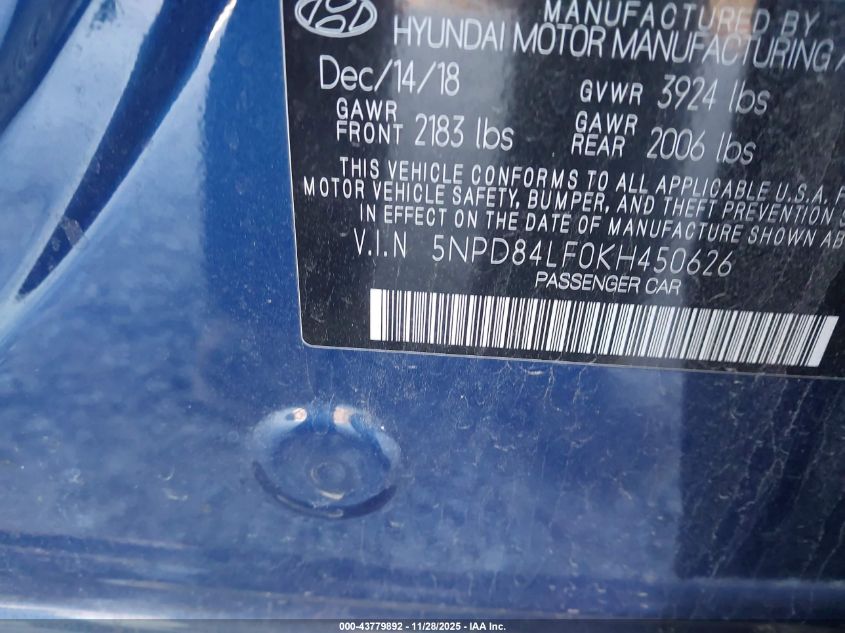 MANUFACTURED BY
HYUNDAI MOTOR MANUFACTURING
Dec/14/18 GVWR 3924 lbs
GAWR FRONT 2183 lbs GAWR REAR 2006 lbs
THIS VEHICLE CONFORMS TO ALL APPLICABLE U.S.A.
MOTOR VEHICLE SAFETY, BUMPER, AND THEFT PREVENTION
IN EFFECT ON THE DATE OF MANUFACTURE SHOWN
V.I.N 5NPD84LF0KH450626
PASSENGER CAR
000-43779892 - 11/28/2025 - IAA Inc.